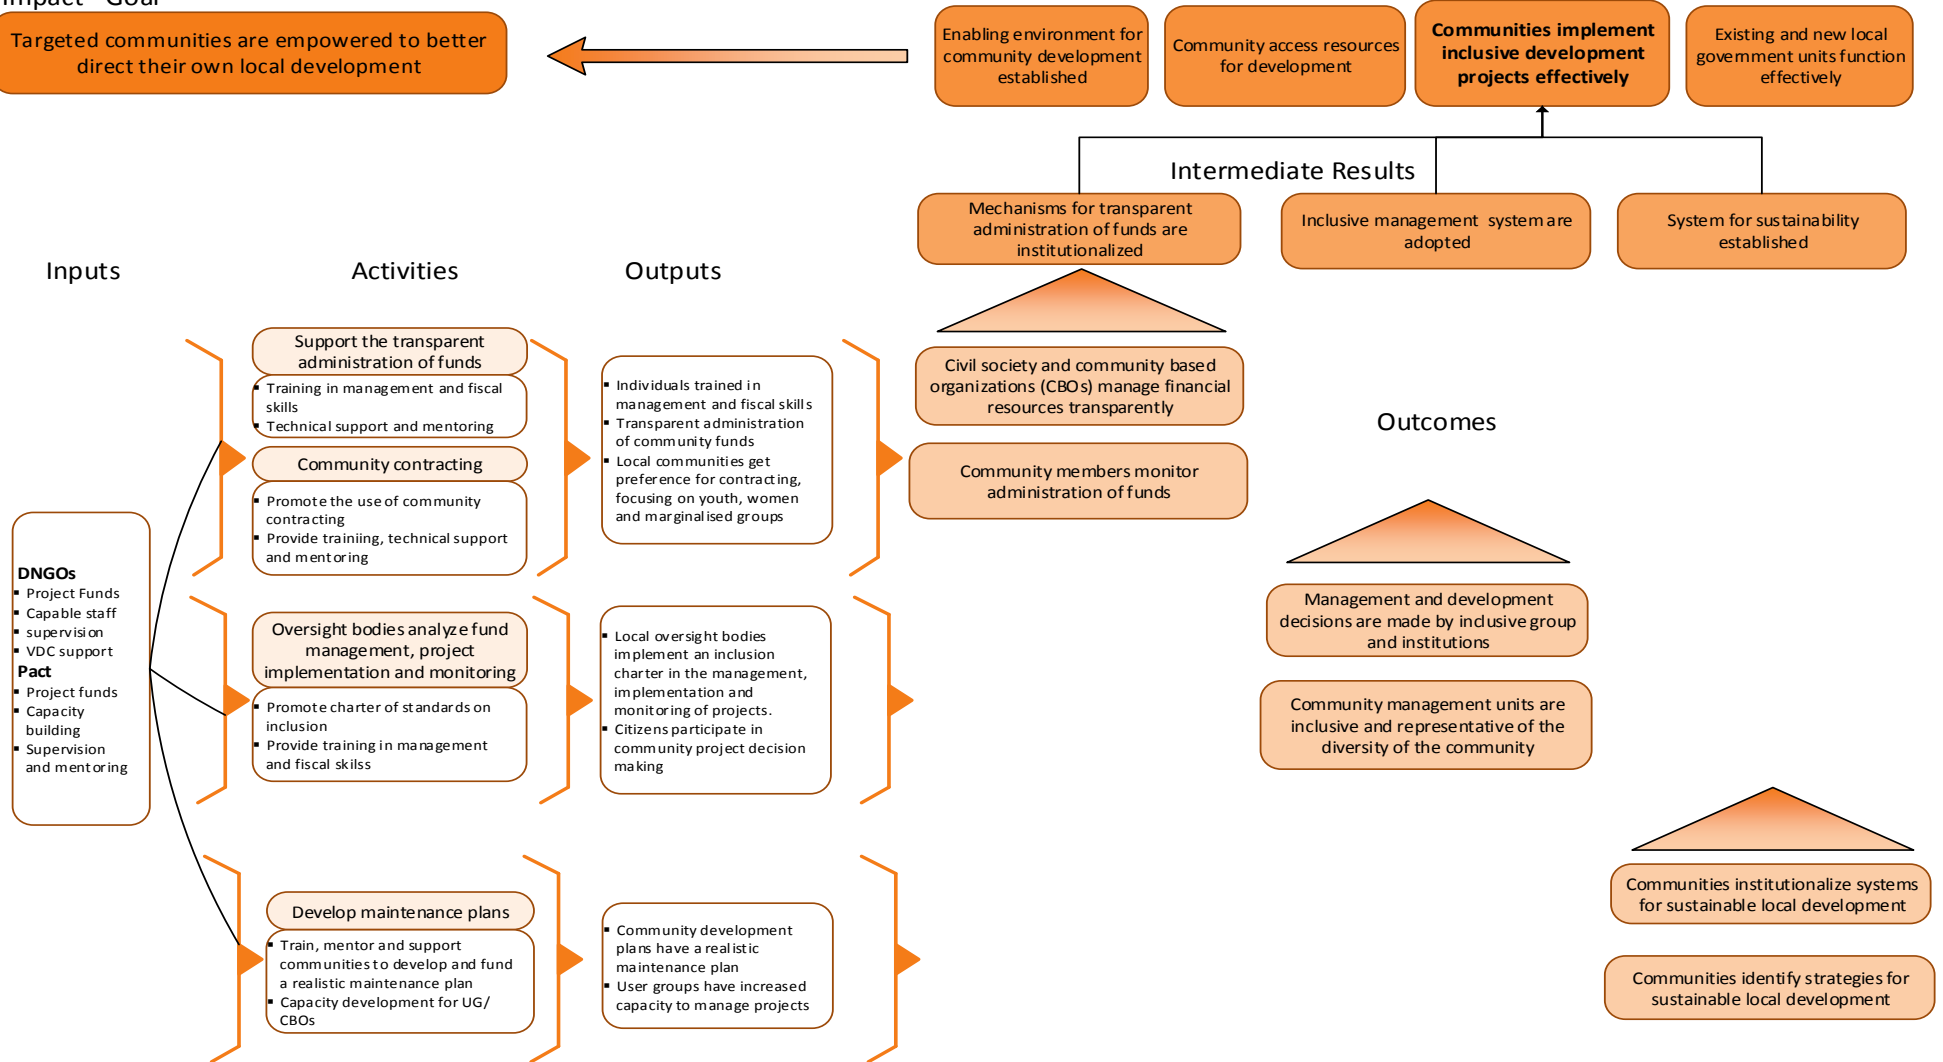 Impact - Goal
Targeted communities are empowered to better
direct their own local development
Enabling environment for
community development
established
Community access resources
for development
Communities implement
inclusive development
projects effectively
Existing and new local
government units function
effectively
Intermediate Results
Mechanisms for transparent
administration of funds are
institutionalized
Inclusive management system are
adopted
System for sustainability
established
Inputs
Activities
Outputs
Outcomes
DNGOs
▪ Project Funds
▪ Capable staff
▪ supervision
▪ VDC support
Pact
▪ Project funds
▪ Capacity
building
▪ Supervision
and mentoring
Support the transparent
administration of funds
▪ Training in management and fiscal
skills
▪ Technical support and mentoring
Community contracting
▪ Promote the use of community
contracting
▪ Provide trainiing, technical support
and mentoring
▪ Individuals trained in
management and fiscal skills
▪ Transparent administration
of community funds
▪ Local communities get
preference for contracting,
focusing on youth, women
and marginalised groups
Civil society and community based
organizations (CBOs) manage financial
resources transparently
Community members monitor
administration of funds
Oversight bodies analyze fund
management, project
implementation and monitoring
▪ Promote charter of standards on
inclusion
▪ Provide training in management
and fiscal skilss
▪ Local oversight bodies
implement an inclusion
charter in the management,
implementation and
monitoring of projects.
▪ Citizens participate in
community project decision
making
Management and development
decisions are made by inclusive group
and institutions
Community management units are
inclusive and representative of the
diversity of the community
Develop maintenance plans
▪ Train, mentor and support
communities to develop and fund
a realistic maintenance plan
▪ Capacity development for UG/
CBOs
▪ Community development
plans have a realistic
maintenance plan
▪ User groups have increased
capacity to manage projects
Communities institutionalize systems
for sustainable local development
Communities identify strategies for
sustainable local development